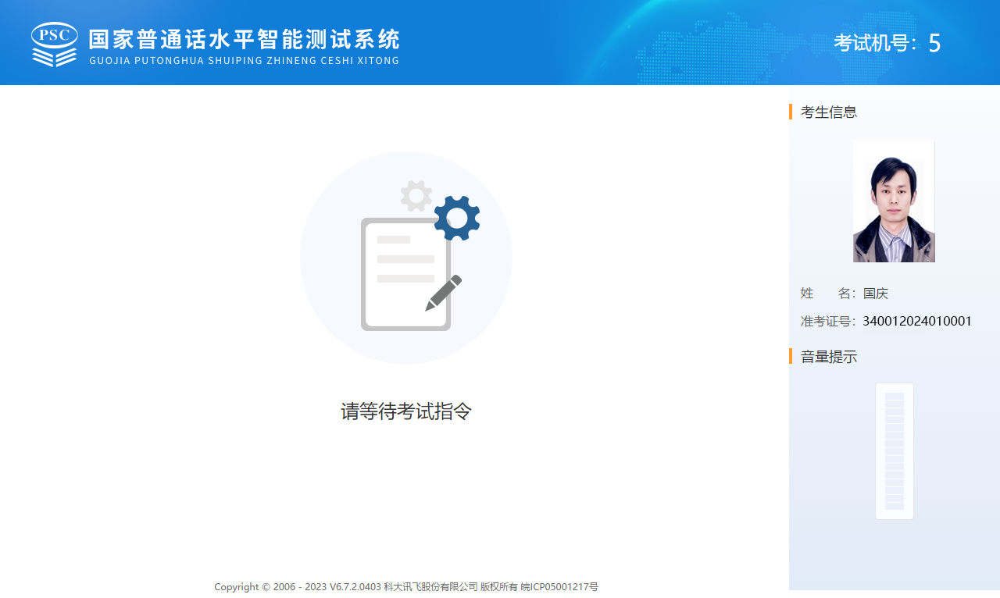 PSC
国家普通话水平智能测试系统
GUOJIA PUTONGHUA SHUIPING ZHINENG CESHI XITONG
考试机号：5
考生信息
姓 名：国庆
准考证号：340012024010001
音量提示
请等待考试指令
Copyright © 2006 - 2023 V6.7.2.0403 科大讯飞股份有限公司 版权所有 皖ICP05001217号